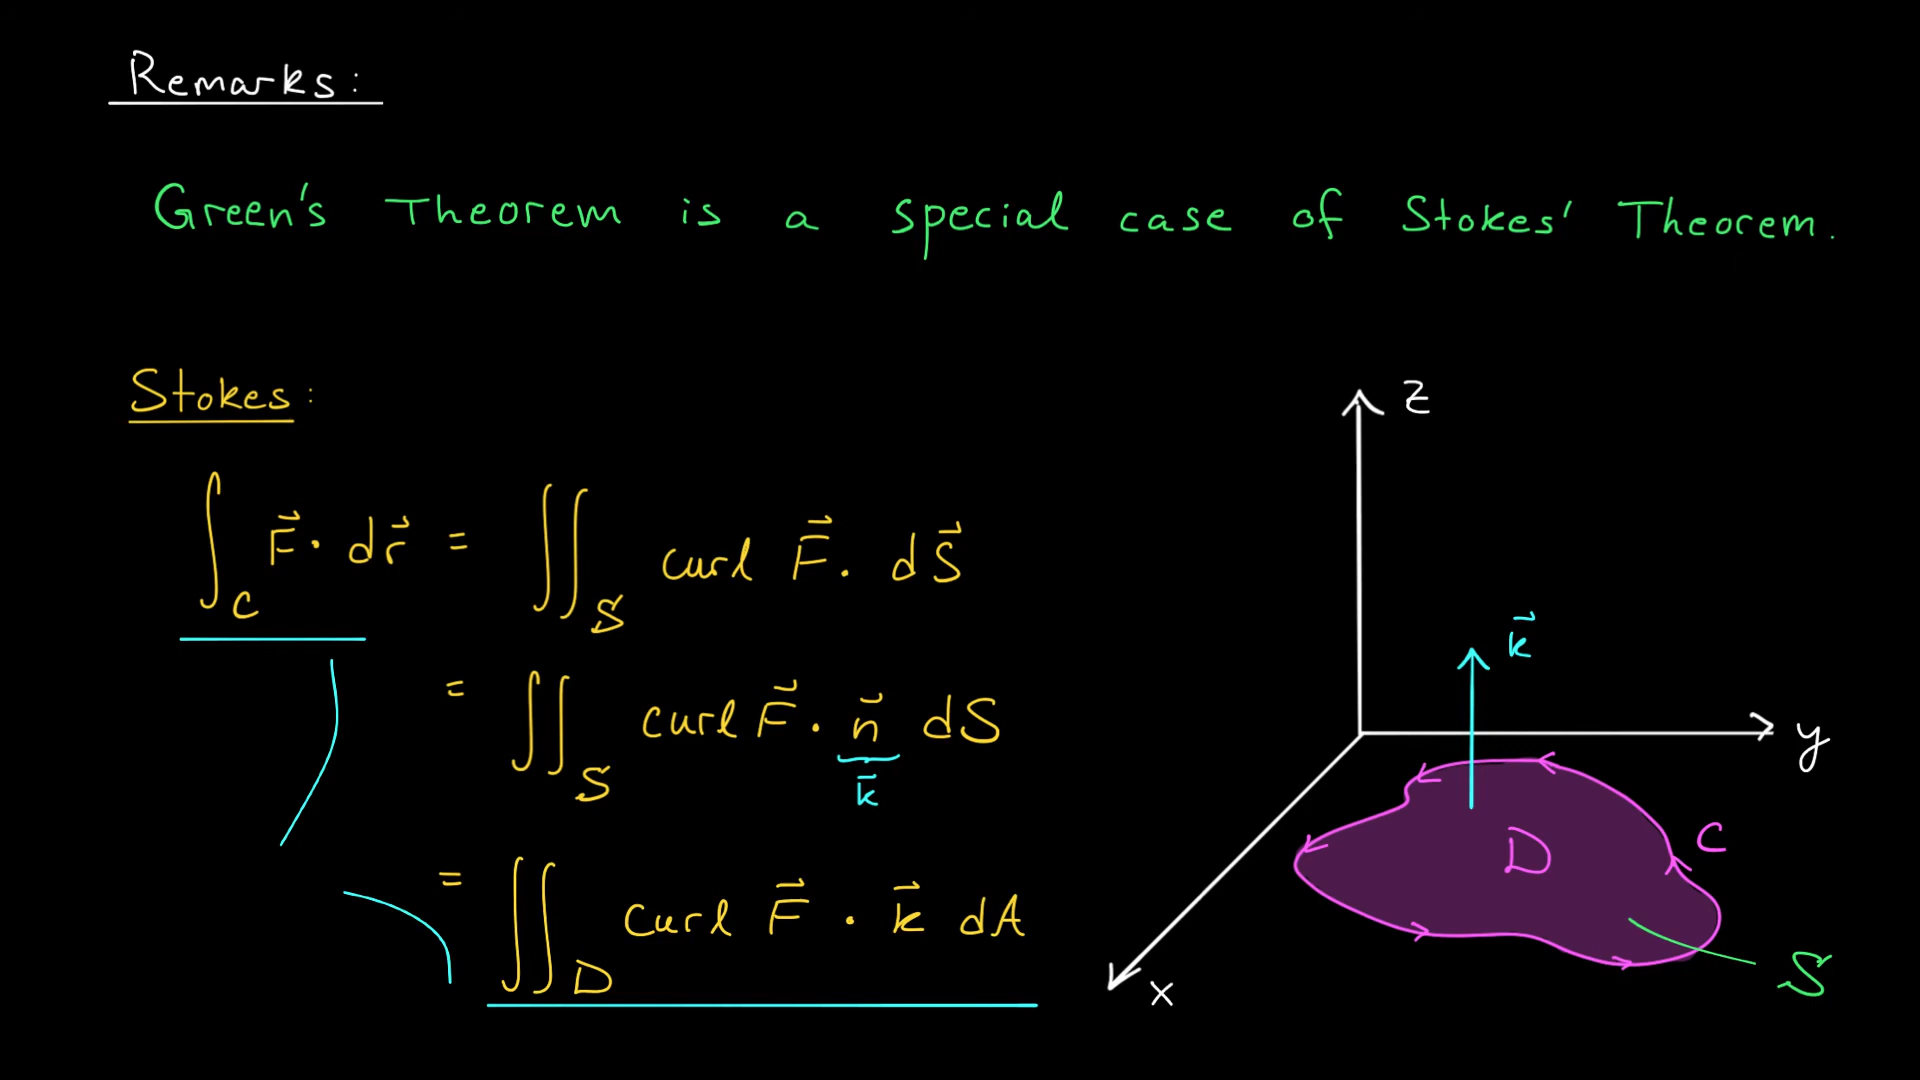 Remarks:
Green's Theorem is a special case of Stokes' Theorem.
Stokes:
∫_C F⃗ · dr⃗ = ∬_S curl F⃗ · dS⃗
= ∬_S curl F⃗ · n⃗ dS
k⃗
= ∬_D curl F⃗ · k⃗ dA
z
k⃗
y
C
D
S
x